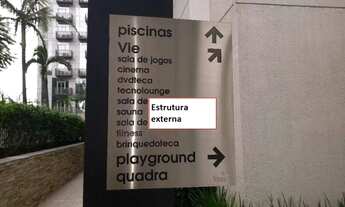 piscinas
Vie
sala de jogos
cinema
dvdteca
tecnolounge
sala de
sauna
sala de
fitness
brinquedoteca
playground
quadra
Estrutura
externa